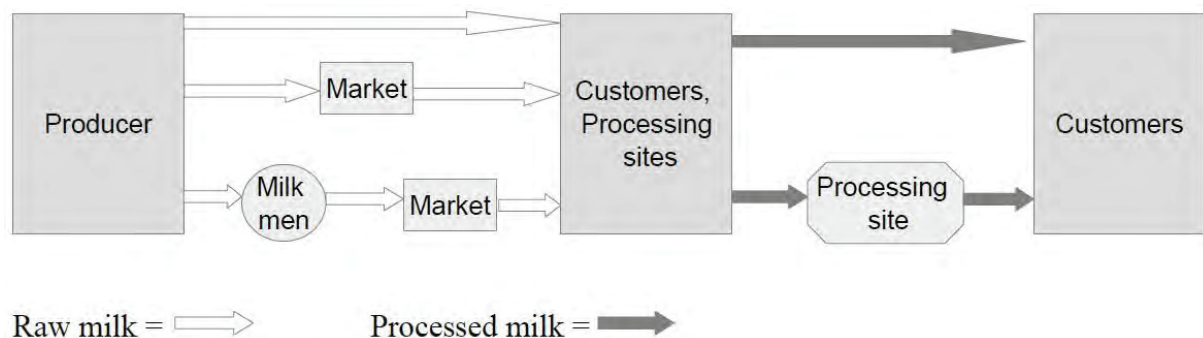 Producer
Market
Milk
men
Market
Customers,
Processing
sites
Processing
site
Customers
Raw milk =
Processed milk =